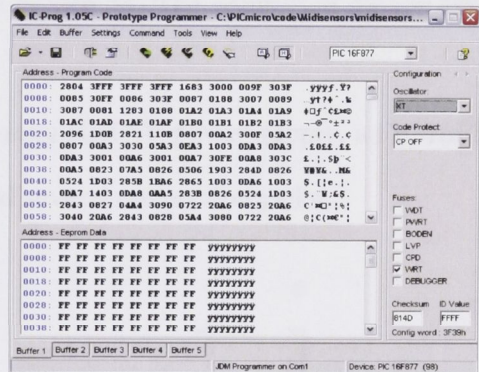 IC-Prog 1.05C - Prototype Programmer - C:\PICmicro\code\Midisensors\midisensors...
File Edit Buffer Settings Command Tools View Help
PIC 16F877
Address - Program Code
0000: 2804 3FFF 3FFF 3FFF 1683 3000 009F 303F
0008: 0085 30FF 0086 303F 0087 0188 3007 0089
0010: 3087 0081 1283 0188 01A2 01A3 01A4 01A9
0018: 01AC 01AD 01AE 01AF 01B0 01B1 01B2 01B3
0020: 2096 1D0B 2821 110B 0807 00A2 300F 05A2
0028: 0807 00A3 3030 05A3 0EA3 1003 0DA3 0DA3
0030: 0DA3 3001 00A6 3001 00A7 30FE 00A8 303C
0038: 00A5 0823 07A5 0826 0506 1903 284D 0826
0040: 0524 1D03 285B 1BA6 2865 1003 0DA6 1003
0048: 0DA7 1403 0DA8 0AA5 283B 0826 0524 1D03
0050: 2843 0827 04A4 3090 0722 20A6 0825 20A6
0058: 3040 20A6 2843 0828 05A4 3080 0722 20A6
Address - Eeprom Data
0000: FF FF FF FF FF FF FF FF ÿÿÿÿÿÿÿÿ
0008: FF FF FF FF FF FF FF FF ÿÿÿÿÿÿÿÿ
0010: FF FF FF FF FF FF FF FF ÿÿÿÿÿÿÿÿ
0018: FF FF FF FF FF FF FF FF ÿÿÿÿÿÿÿÿ
0020: FF FF FF FF FF FF FF FF ÿÿÿÿÿÿÿÿ
0028: FF FF FF FF FF FF FF FF ÿÿÿÿÿÿÿÿ
0030: FF FF FF FF FF FF FF FF ÿÿÿÿÿÿÿÿ
0038: FF FF FF FF FF FF FF FF ÿÿÿÿÿÿÿÿ
Configuration
Oscillator:
XT
Code Protect:
CP OFF
Fuses:
WDT
PWRT
BODEN
LVP
CPD
WRT
DEBUGGER
Checksum ID Value
814D FFFF
Config word : 3F39h
Buffer 1 Buffer 2 Buffer 3 Buffer 4 Buffer 5
JDM Programmer on Com1 Device: PIC 16F877 (98)